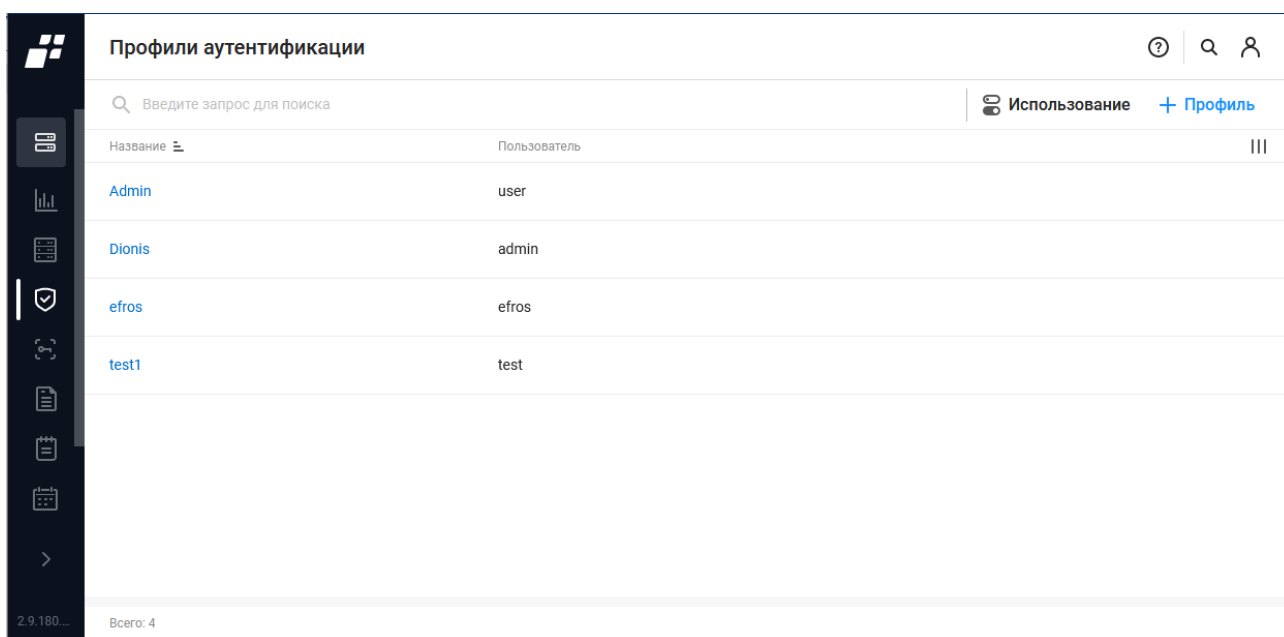 Профили аутентификации
Введите запрос для поиска
Использование
+ Профиль
Название
Пользователь
Admin
user
Dionis
admin
efros
efros
test1
test
2.9.180....
Всего: 4